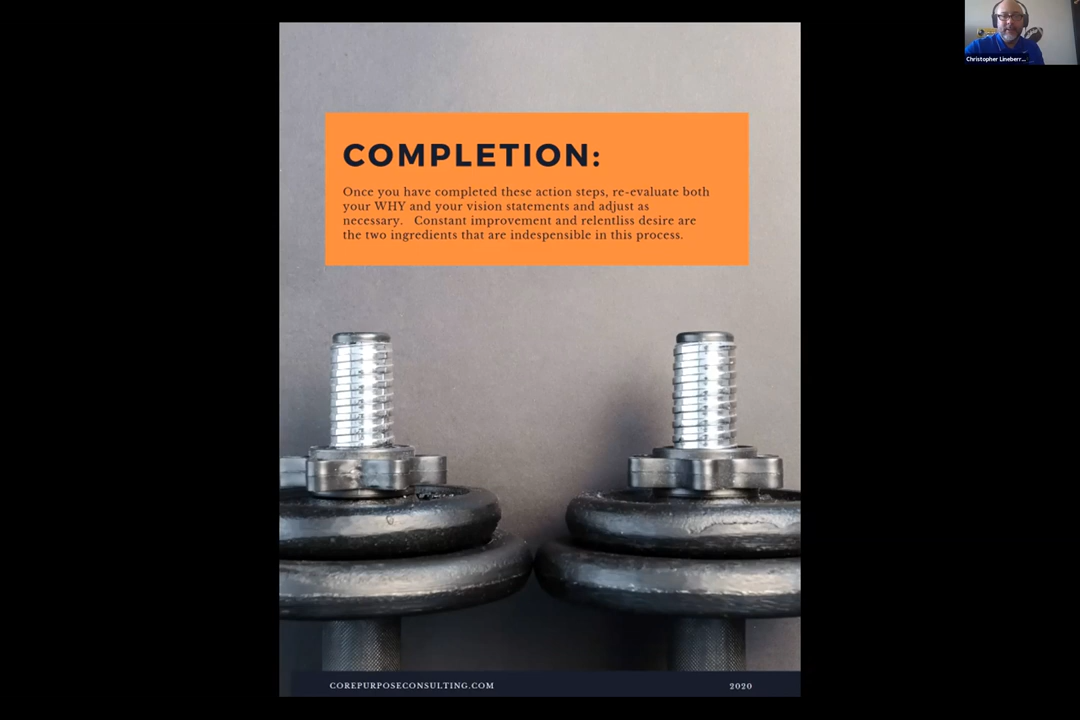 Christopher Lineberr...
COMPLETION:
Once you have completed these action steps, re-evaluate both
your WHY and your vision statements and adjust as
necessary.   Constant improvement and relentliss desire are
the two ingredients that are indespensible in this process.
COREPURPOSECONSULTING.COM
2020